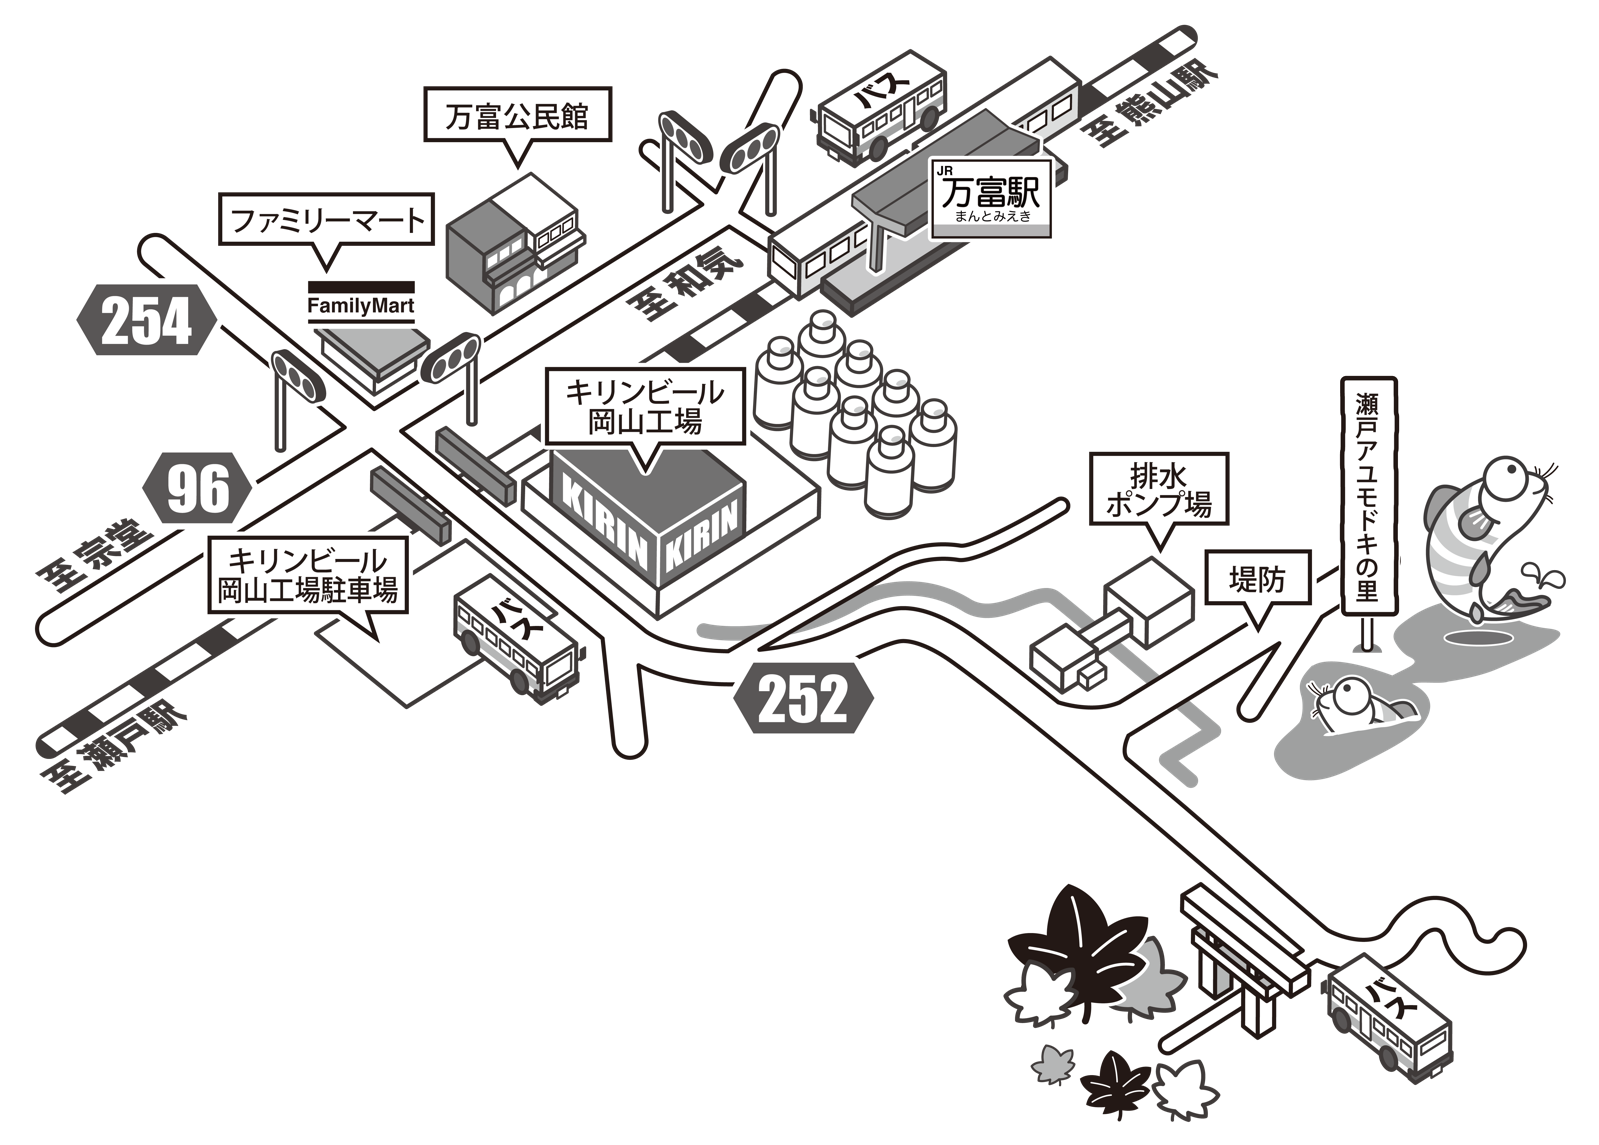 バス
至 熊山駅
万富公民館
JR
万富駅
まんとみえき
ファミリーマート
FamilyMart
至 和気
254
キリンビール
岡山工場
KIRIN
KIRIN
瀬戸アユモドキの里
96
排水
ポンプ場
至 宗堂
キリンビール
岡山工場駐車場
堤防
バス
252
至 瀬戸駅
バス